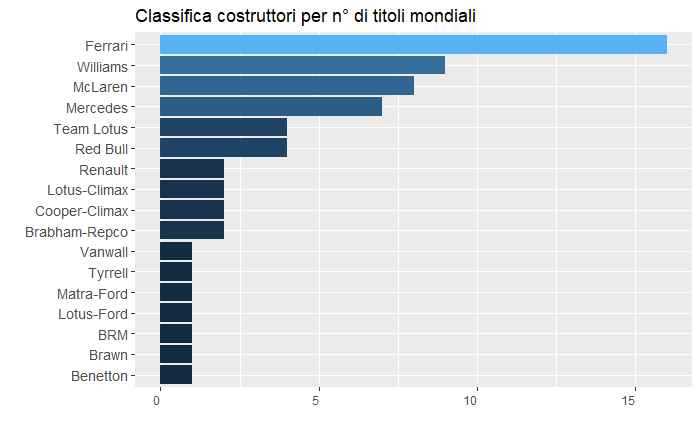 Classifica costruttori per n° di titoli mondiali
Ferrari
Williams
McLaren
Mercedes
Team Lotus
Red Bull
Renault
Lotus-Climax
Cooper-Climax
Brabham-Repco
Vanwall
Tyrrell
Matra-Ford
Lotus-Ford
BRM
Brawn
Benetton
0 5 10 15